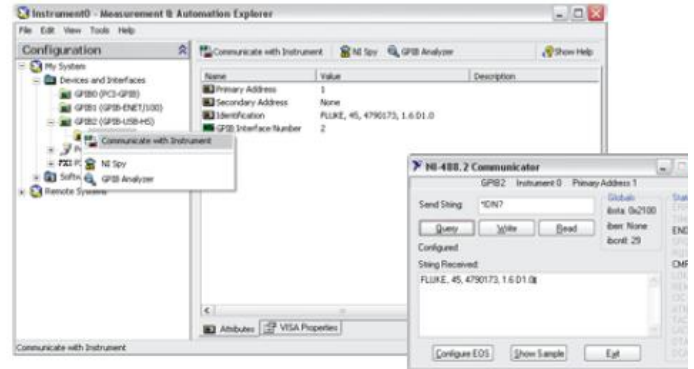 Instrument0 - Measurement & Automation Explorer
File Edit View Tools Help
Configuration
Communicate with Instrument NI Spy GPIB Analyzer Show Help
My System
Devices and Interfaces
GPIB0 (PCI-GPIB)
GPIB1 (GPIB-ENET/100)
GPIB2 (GPIB-USB-HS)
Communicate with Instrument
NI Spy
GPIB Analyzer
PXI
Remote Systems
Name Value Description
Primary Address 1
Secondary Address None
Identification FLUKE, 45, 4790173, 1.6 D1.0
GPIB Interface Number 2
Attributes VISA Properties
Communicate with Instrument
NI-488.2 Communicator
GPIB2 Instrument 0 Primary Address 1
Send String: *IDN?
Query Write Read
Configured
String Received:
FLUKE, 45, 4790173, 1.6 D1.0
Configure EOS Show Sample Exit
Globals
ibsta: 0x2100
iberr: None
ibcntl: 29
END